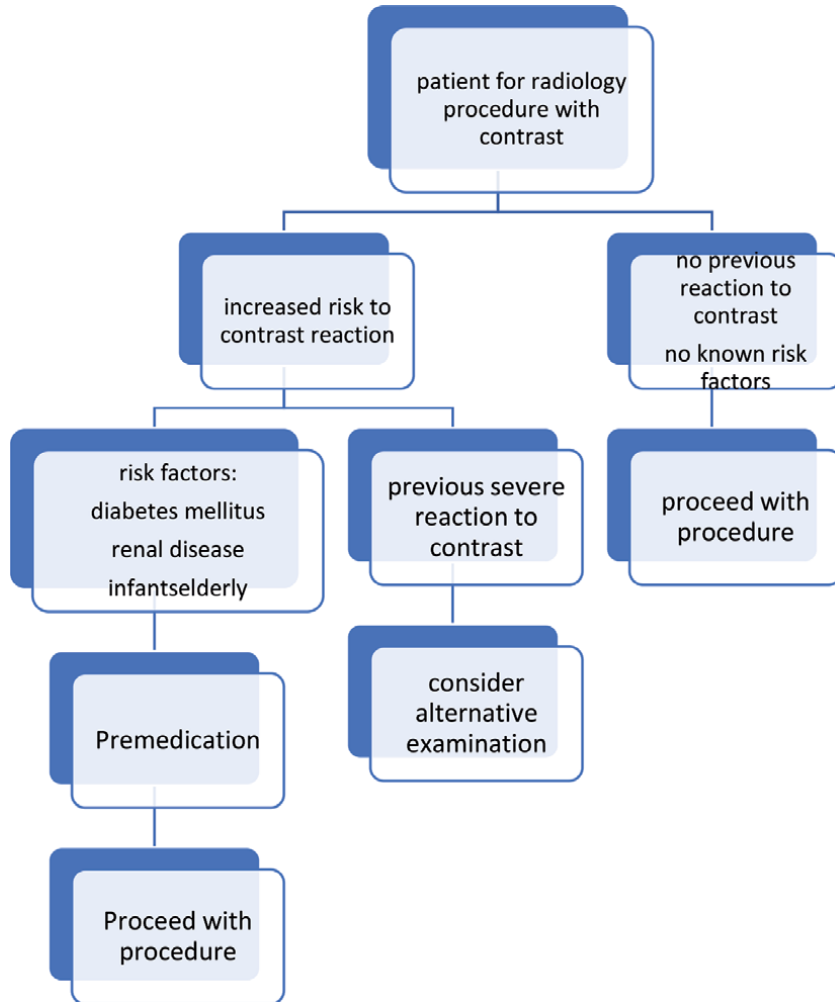 patient for radiology
procedure with
contrast
increased risk to
contrast reaction
no previous
reaction to
contrast
no known risk
factors
risk factors:
diabetes mellitus
renal disease
infantselderly
previous severe
reaction to
contrast
proceed with
procedure
Premedication
consider
alternative
examination
Proceed with
procedure